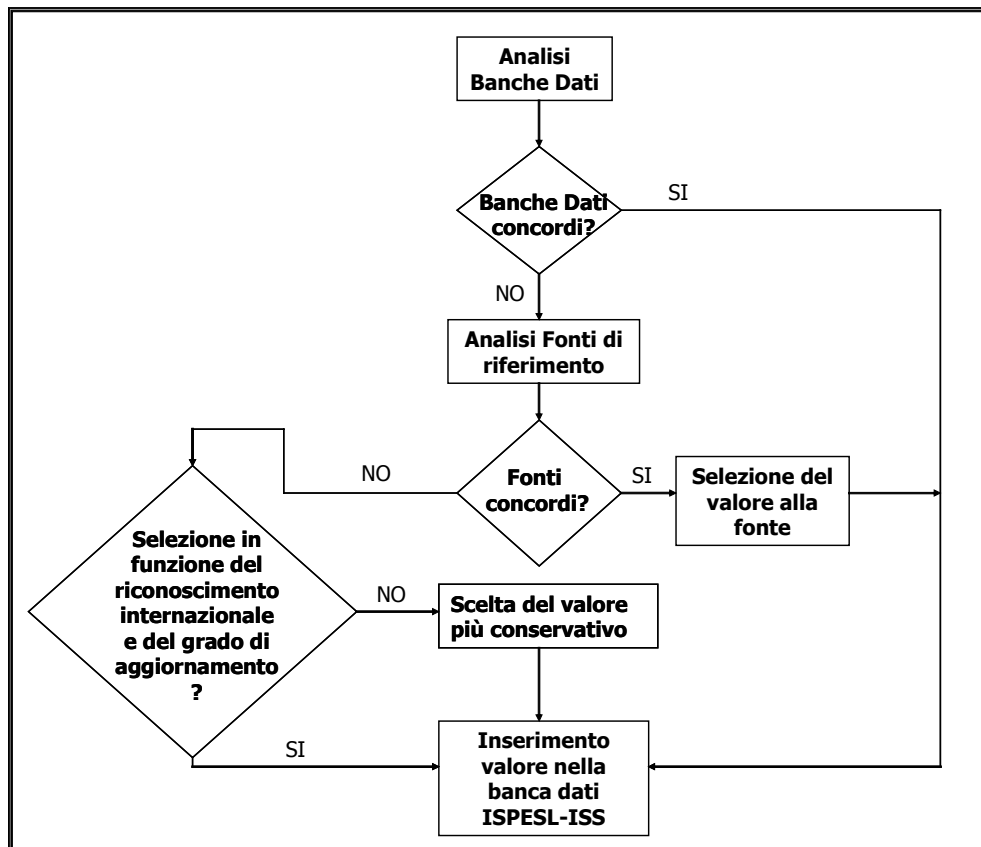 Analisi
Banche Dati
Banche Dati
concordi?
SI
NO
Analisi Fonti di
riferimento
Fonti
concordi?
NO
SI
Selezione del
valore alla
fonte
Selezione in
funzione del
riconoscimento
internazionale
e del grado di
aggiornamento
?
NO
Scelta del valore
più conservativo
SI
Inserimento
valore nella
banca dati
ISPESL-ISS